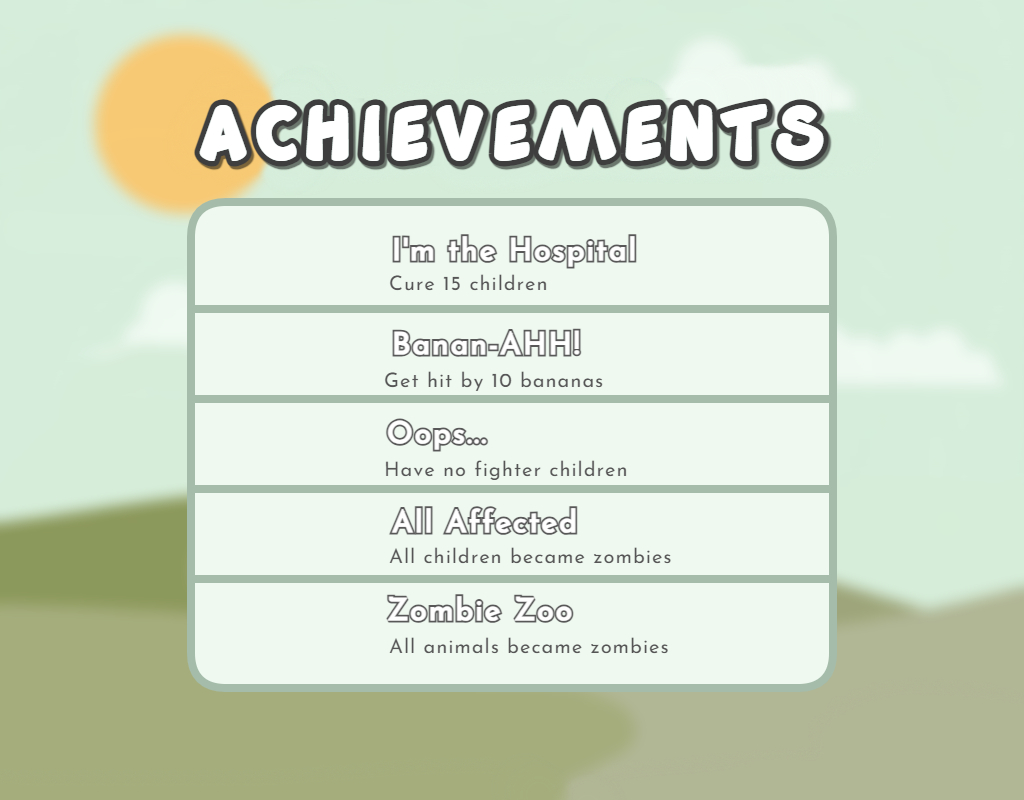 ACHIEVEMENTS
I'm the Hospital
Cure 15 children
Banan-AHH!
Get hit by 10 bananas
Oops...
Have no fighter children
All Affected
All children became zombies
Zombie Zoo
All animals became zombies